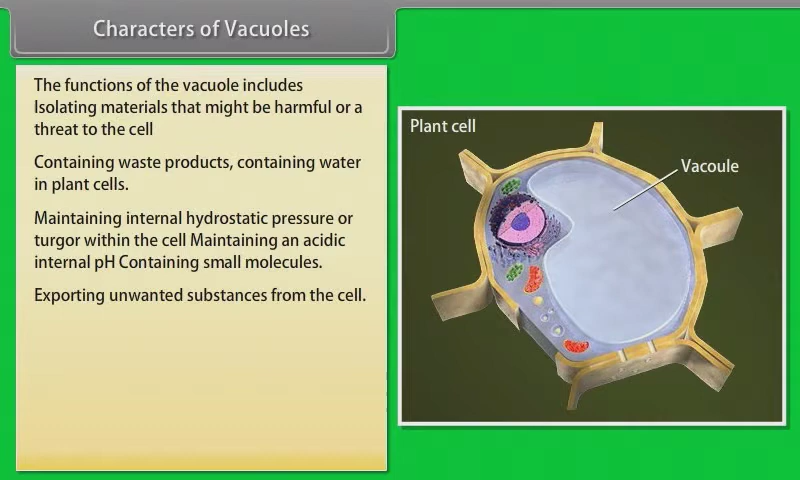 Characters of Vacuoles
The functions of the vacuole includes
Isolating materials that might be harmful or a
threat to the cell
Containing waste products, containing water
in plant cells.
Maintaining internal hydrostatic pressure or
turgor within the cell Maintaining an acidic
internal pH Containing small molecules.
Exporting unwanted substances from the cell.
Plant cell
Vacoule